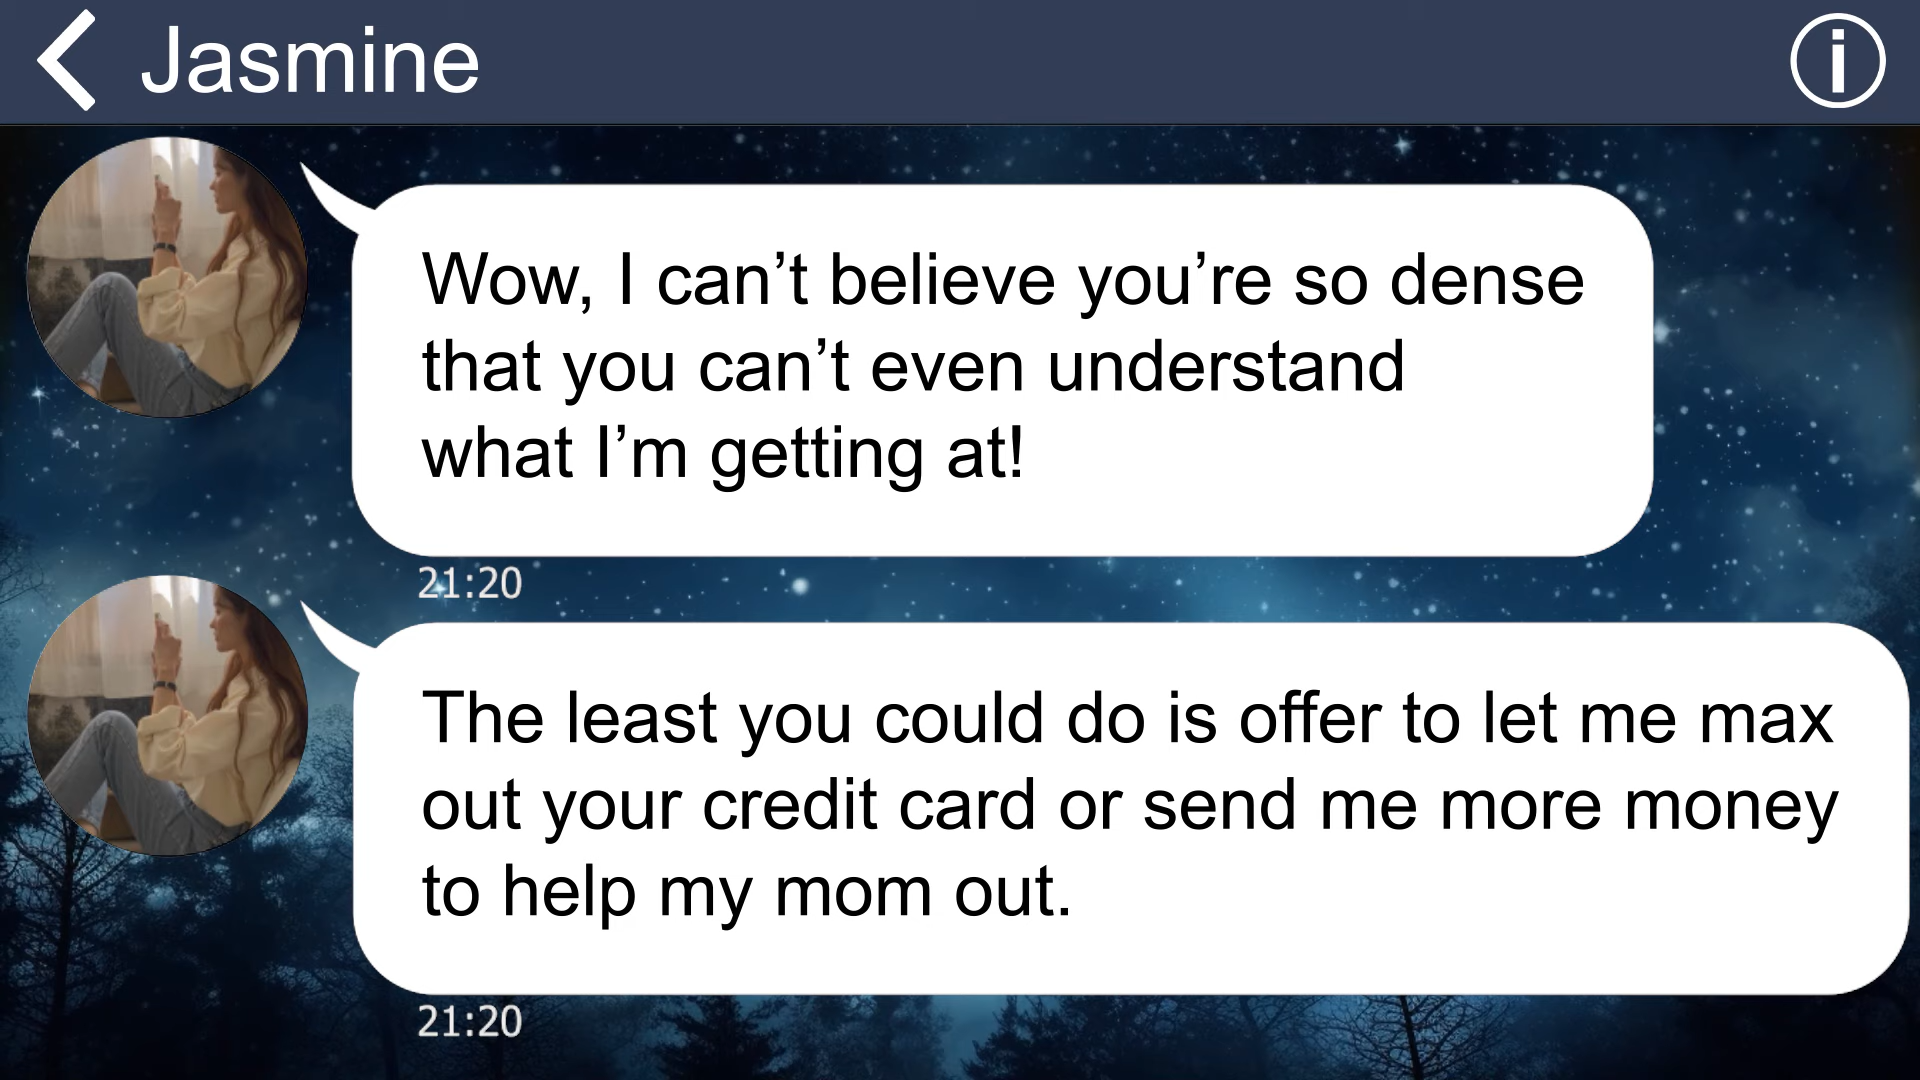 Jasmine
Wow, I can’t believe you’re so dense
that you can’t even understand
what I’m getting at!
21:20
The least you could do is offer to let me max
out your credit card or send me more money
to help my mom out.
21:20